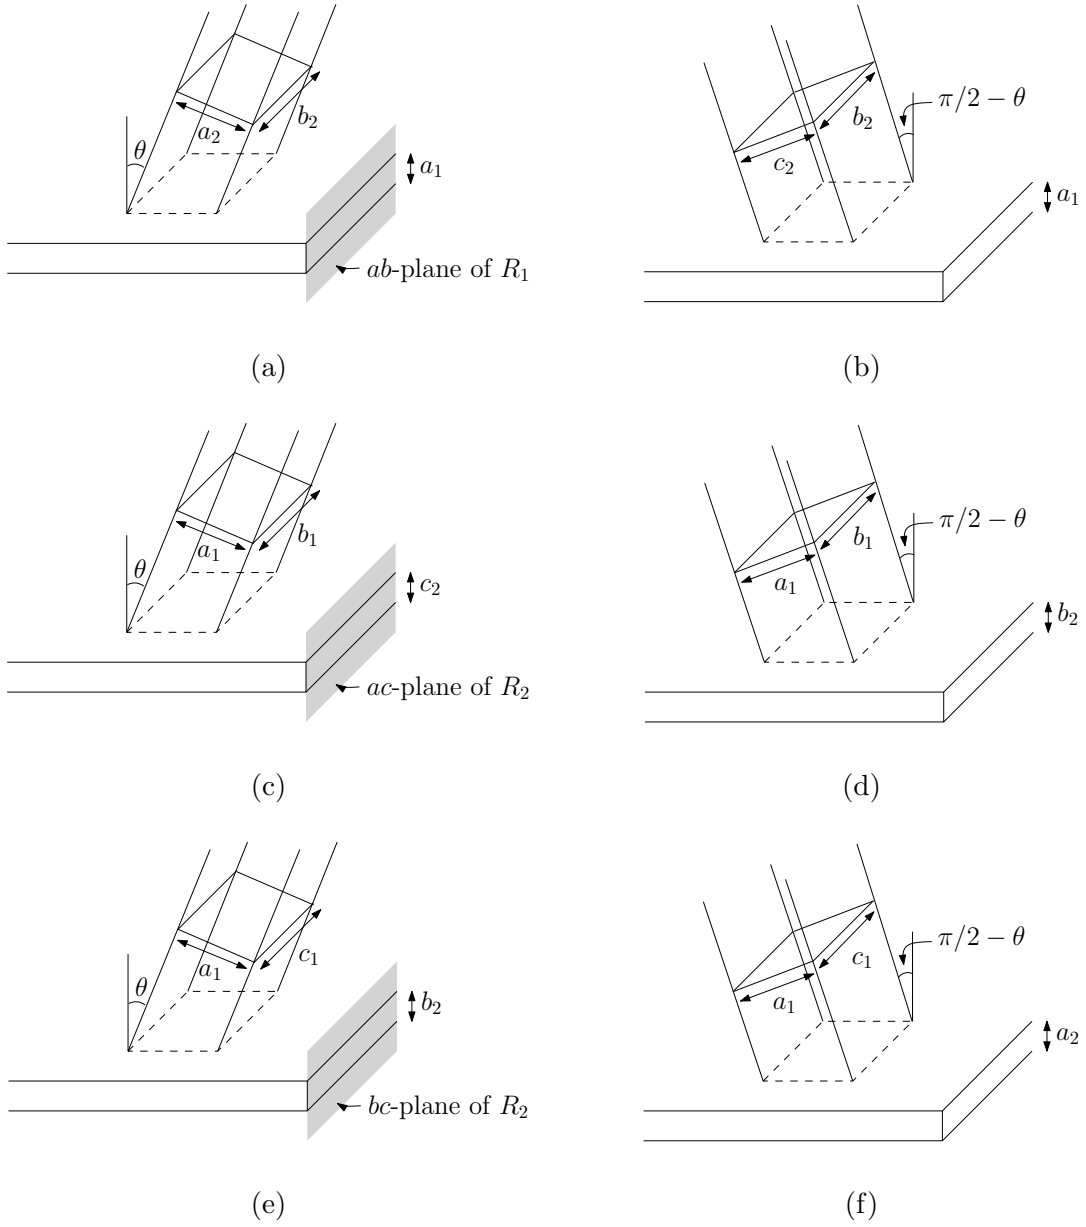 θ
a₂
b₂
a₁
ab-plane of R₁
(a)
π/2 − θ
b₂
c₂
a₁
(b)
θ
a₁
b₁
c₂
ac-plane of R₂
(c)
π/2 − θ
b₁
a₁
b₂
(d)
θ
a₁
c₁
b₂
bc-plane of R₂
(e)
π/2 − θ
c₁
a₁
a₂
(f)